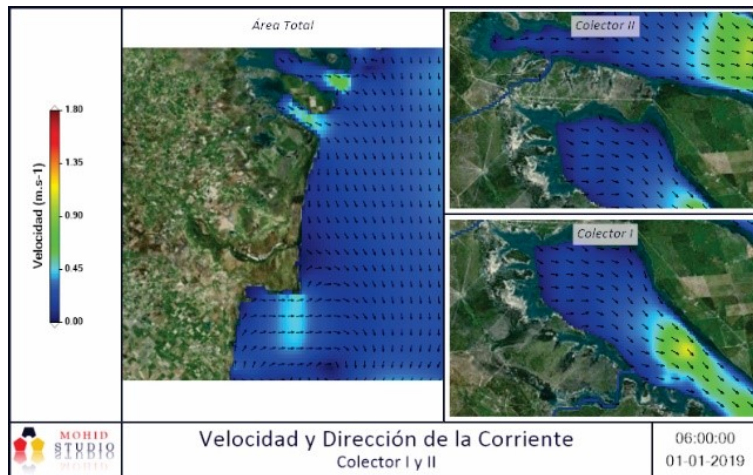 Área Total
Colector II
1.80
1.35
0.90
0.45
0.00
Velocidad (m.s-1)
Colector I
MOHID
STUDIO
Velocidad y Dirección de la Corriente
Colector I y II
06:00:00
01-01-2019